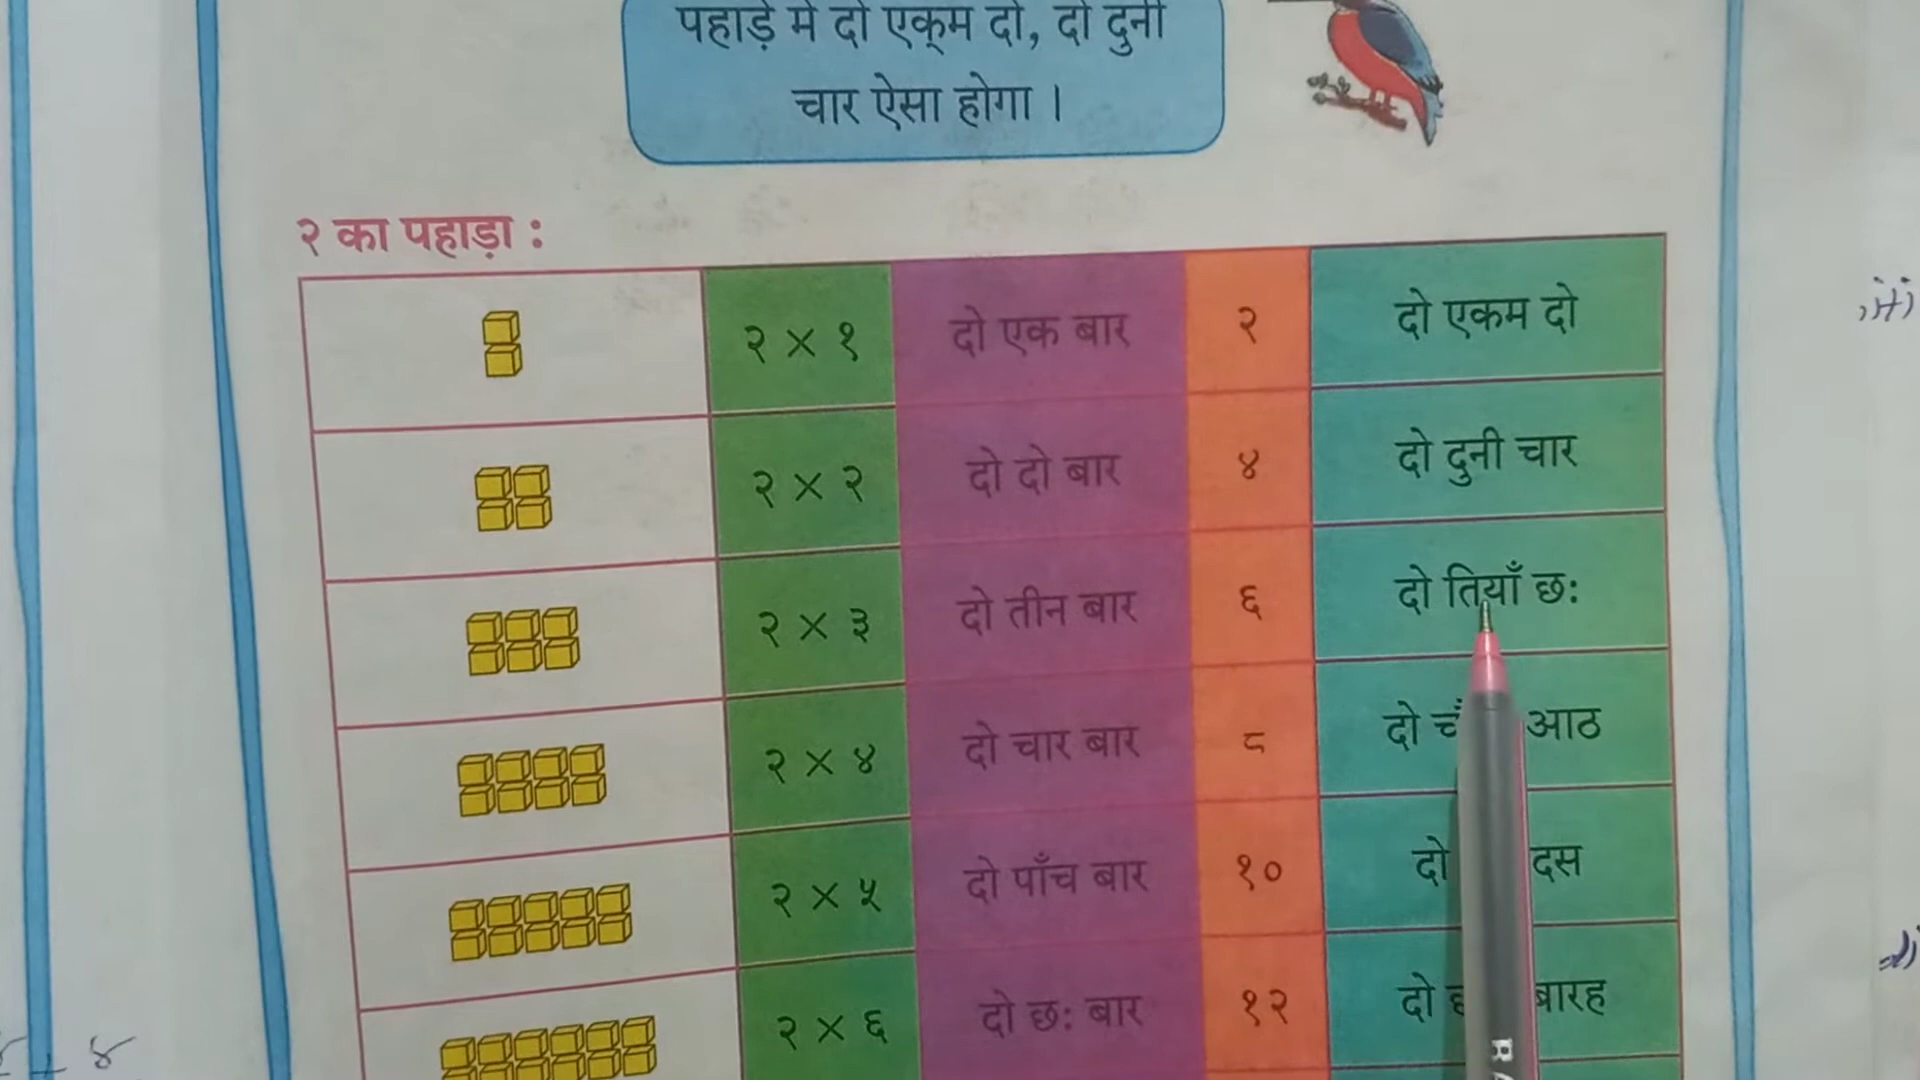 पहाड़े में दो एक्‌म दो, दो दुनी
चार ऐसा होगा ।
२ का पहाड़ा :
२ × १ दो एक बार २ दो एकम दो
२ × २ दो दो बार ४ दो दुनी चार
२ × ३ दो तीन बार ६ दो तियाँ छः
२ × ४ दो चार बार ८ दो आठ
२ × ५ दो पाँच बार १० दो दस
२ × ६ दो छः बार १२ दो बारह